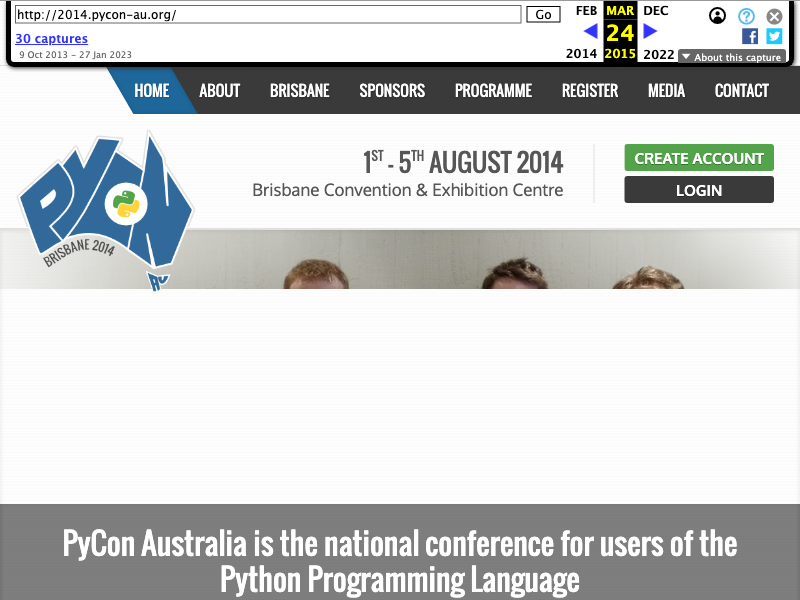 http://2014.pycon-au.org/
Go
FEB MAR DEC
30 captures
24
9 Oct 2013 - 27 Jan 2023
2014 2015 2022
About this capture
HOME ABOUT BRISBANE SPONSORS PROGRAMME REGISTER MEDIA CONTACT
PYCON
BRISBANE 2014
AU
1ST - 5TH AUGUST 2014
Brisbane Convention & Exhibition Centre
CREATE ACCOUNT
LOGIN
PyCon Australia is the national conference for users of the
Python Programming Language